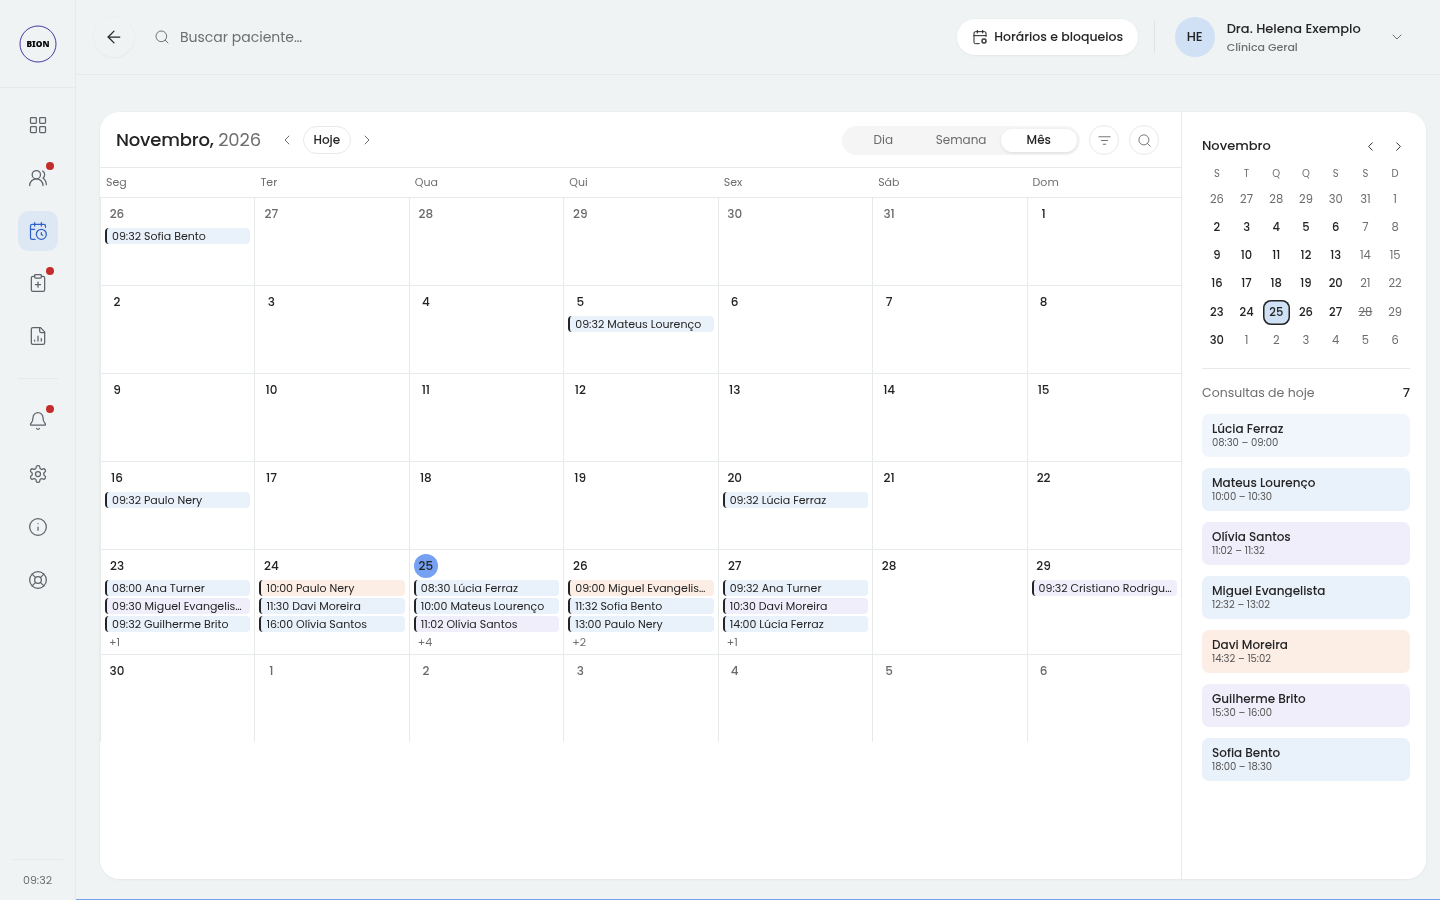 BION
Buscar paciente...
Horários e bloqueios
HE
Dra. Helena Exemplo
Clínica Geral
Novembro, 2026
Hoje
Dia Semana Mês
Seg Ter Qua Qui Sex Sáb Dom
26 27 28 29 30 31 1
09:32 Sofia Bento
2 3 4 5 6 7 8
09:32 Mateus Lourenço
9 10 11 12 13 14 15
16 17 18 19 20 21 22
09:32 Paulo Nery 09:32 Lúcia Ferraz
23 24 25 26 27 28 29
08:00 Ana Turner 10:00 Paulo Nery 08:30 Lúcia Ferraz 09:00 Miguel Evangelis... 09:32 Ana Turner 09:32 Cristiano Rodrigu...
09:30 Miguel Evangelis... 11:30 Davi Moreira 10:00 Mateus Lourenço 11:32 Sofia Bento 10:30 Davi Moreira
09:32 Guilherme Brito 16:00 Olívia Santos 11:02 Olívia Santos 13:00 Paulo Nery 14:00 Lúcia Ferraz
+1 +4 +2 +1
30 1 2 3 4 5 6
Novembro
S T Q Q S S D
26 27 28 29 30 31 1
2 3 4 5 6 7 8
9 10 11 12 13 14 15
16 17 18 19 20 21 22
23 24 25 26 27 28 29
30 1 2 3 4 5 6
Consultas de hoje 7
Lúcia Ferraz
08:30 – 09:00
Mateus Lourenço
10:00 – 10:30
Olívia Santos
11:02 – 11:32
Miguel Evangelista
12:32 – 13:02
Davi Moreira
14:32 – 15:02
Guilherme Brito
15:30 – 16:00
Sofia Bento
18:00 – 18:30
09:32